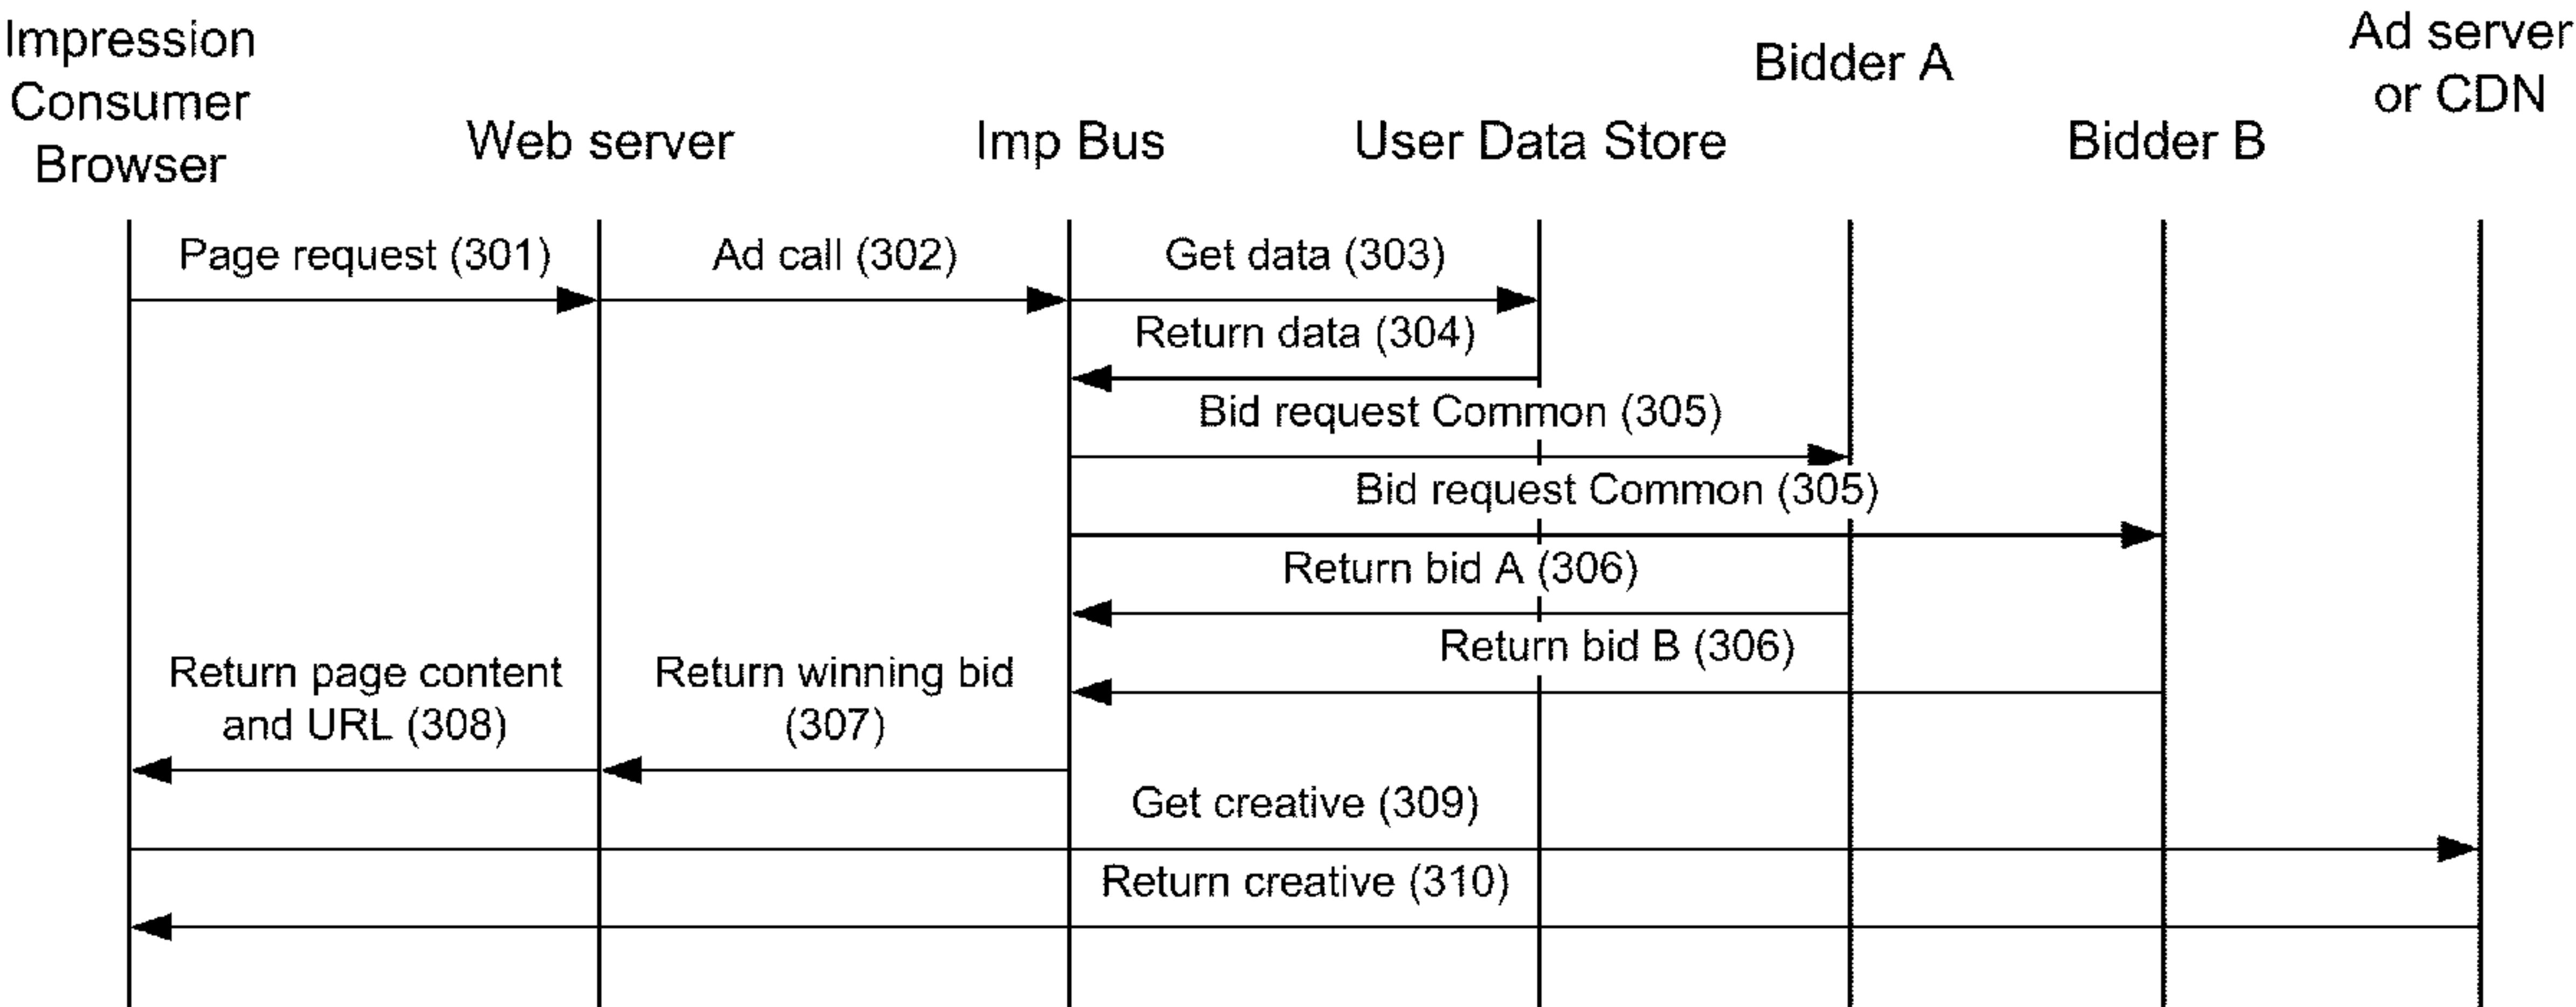 Impression
Consumer
Browser
Web server
Imp Bus
User Data Store
Bidder A
Bidder B
Ad server
or CDN
Page request (301)
Ad call (302)
Get data (303)
Return data (304)
Bid request Common (305)
Bid request Common (305)
Return bid A (306)
Return bid B (306)
Return page content
and URL (308)
Return winning bid
(307)
Get creative (309)
Return creative (310)